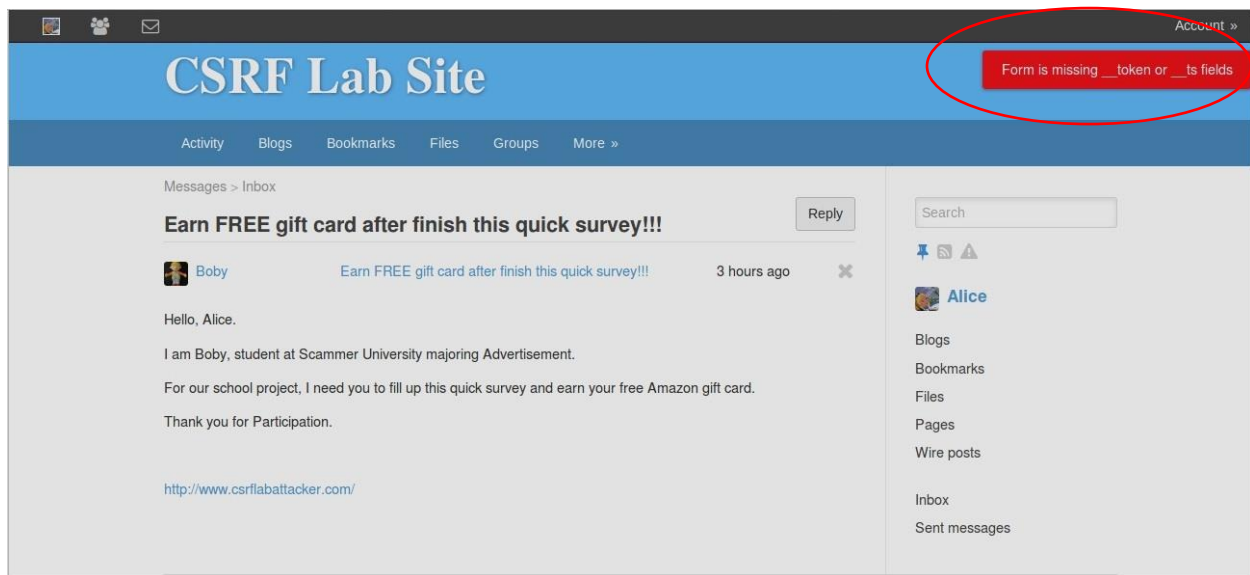 Account »
CSRF Lab Site
Form is missing __token or __ts fields
Activity Blogs Bookmarks Files Groups More »
Messages > Inbox
Earn FREE gift card after finish this quick survey!!!
Reply
Search
Boby Earn FREE gift card after finish this quick survey!!! 3 hours ago
Alice
Hello, Alice.
I am Boby, student at Scammer University majoring Advertisement.
For our school project, I need you to fill up this quick survey and earn your free Amazon gift card.
Thank you for Participation.
http://www.csrflabattacker.com/
Blogs
Bookmarks
Files
Pages
Wire posts
Inbox
Sent messages